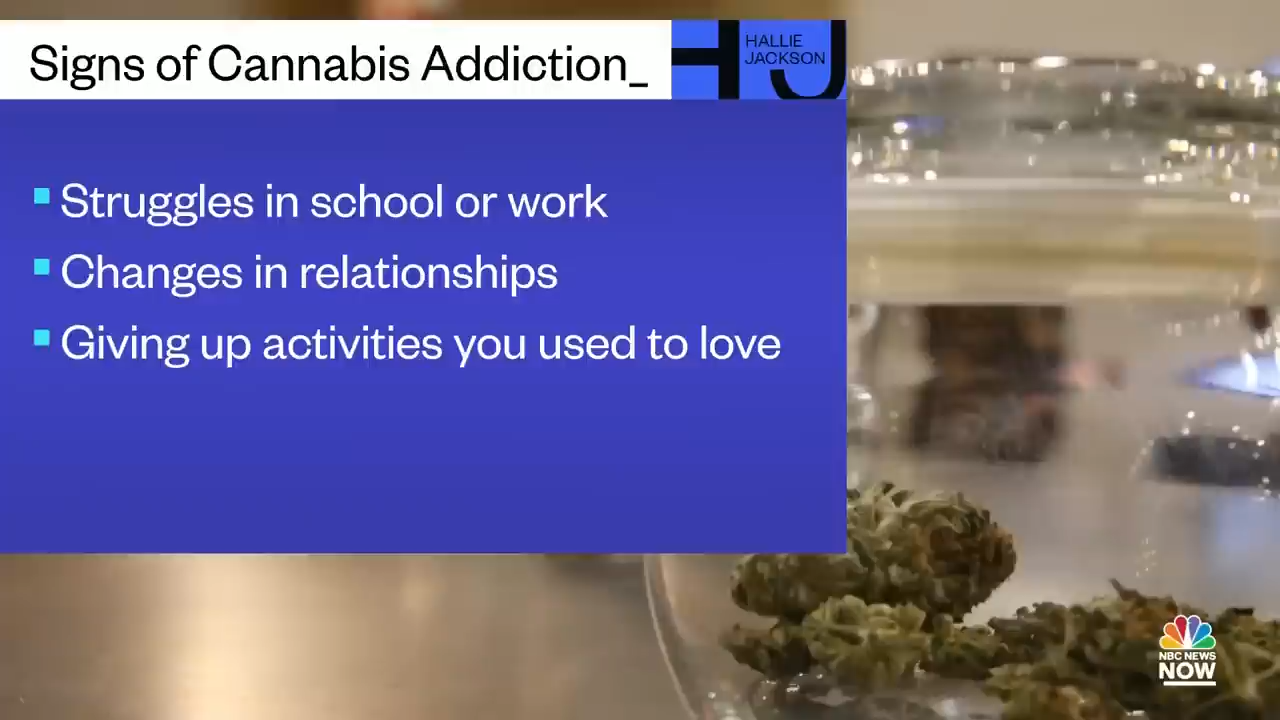 Signs of Cannabis Addiction_
HALLIE
JACKSON
HJ
Struggles in school or work
Changes in relationships
Giving up activities you used to love
NBC NEWS
NOW